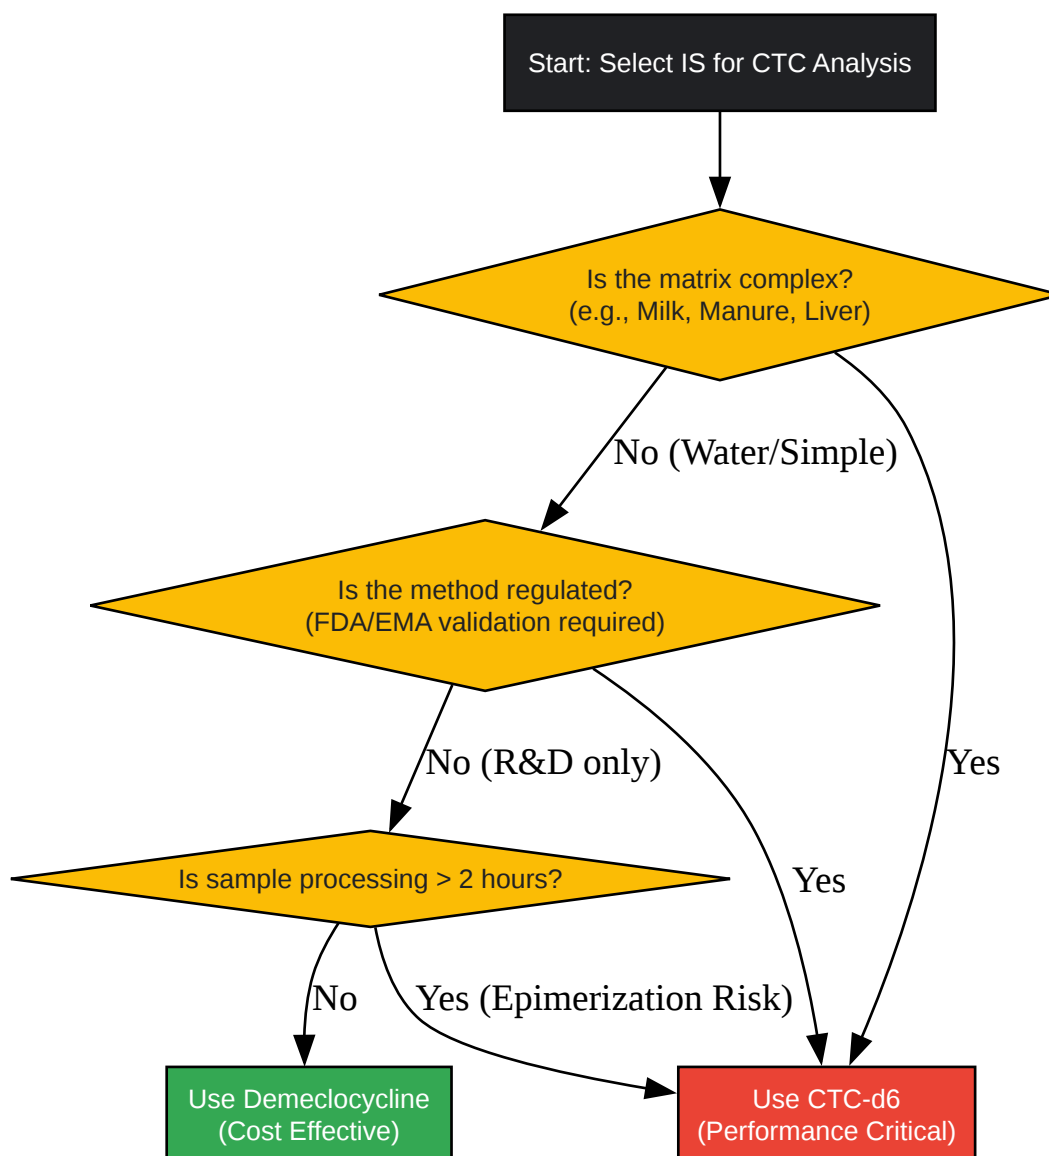 Start: Select IS for CTC Analysis
Is the matrix complex?
(e.g., Milk, Manure, Liver)
No (Water/Simple)
Is the method regulated?
(FDA/EMA validation required)
No (R&D only)
Yes
Is sample processing > 2 hours?
Yes
No
Yes (Epimerization Risk)
Use Demeclocycline
(Cost Effective)
Use CTC-d6
(Performance Critical)